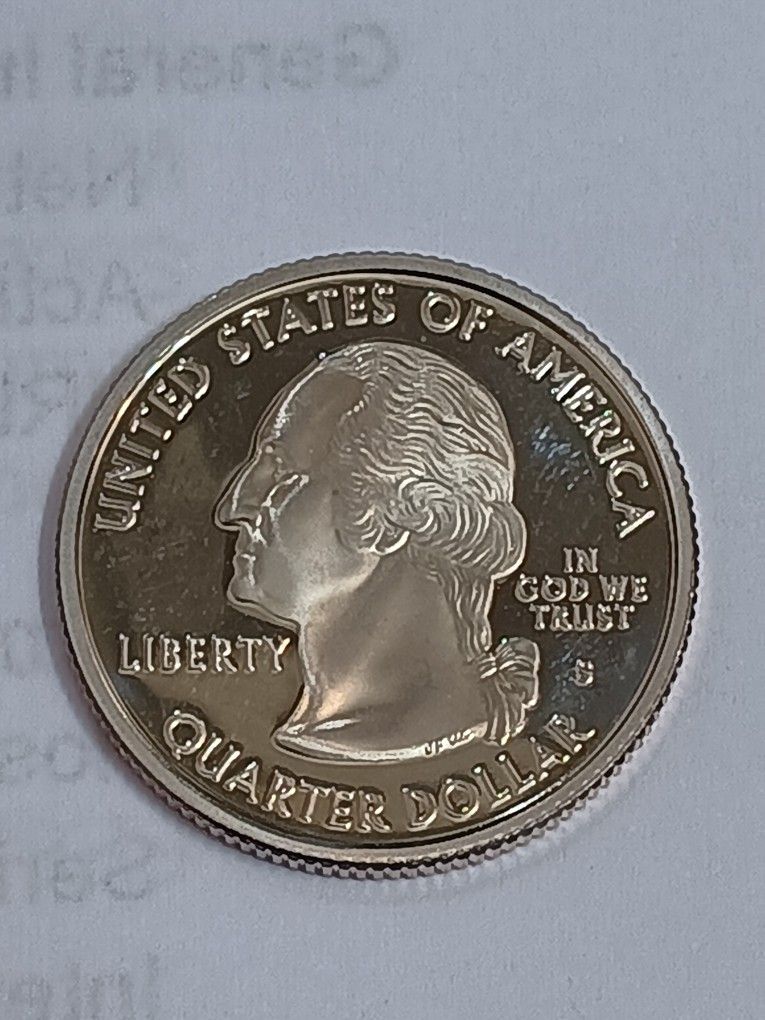 UNITED STATES OF AMERICA
LIBERTY
IN
GOD WE
TRUST
S
QUARTER DOLLAR